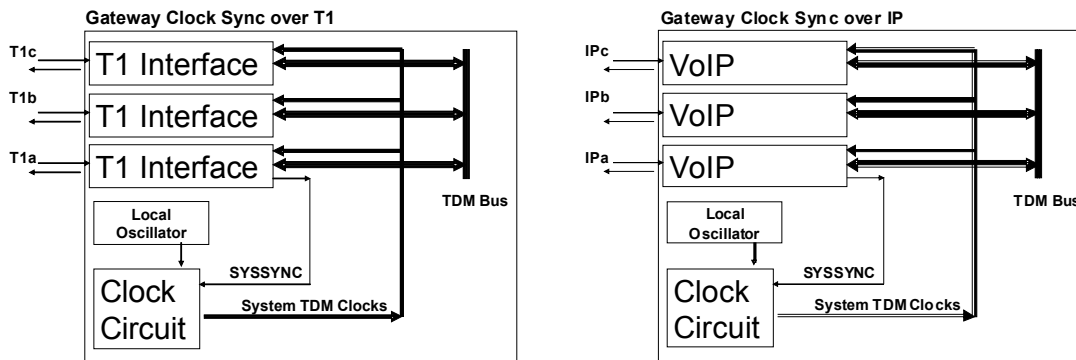 Gateway Clock Sync over T1
T1c
T1 Interface
T1b
T1 Interface
T1a
T1 Interface
TDM Bus
Local
Oscillator
SYSSYNC
Clock
Circuit
System TDM Clocks
Gateway Clock Sync over IP
IPc
VoIP
IPb
VoIP
IPa
VoIP
TDM Bus
Local
Oscillator
SYSSYNC
Clock
Circuit
System TDM Clocks